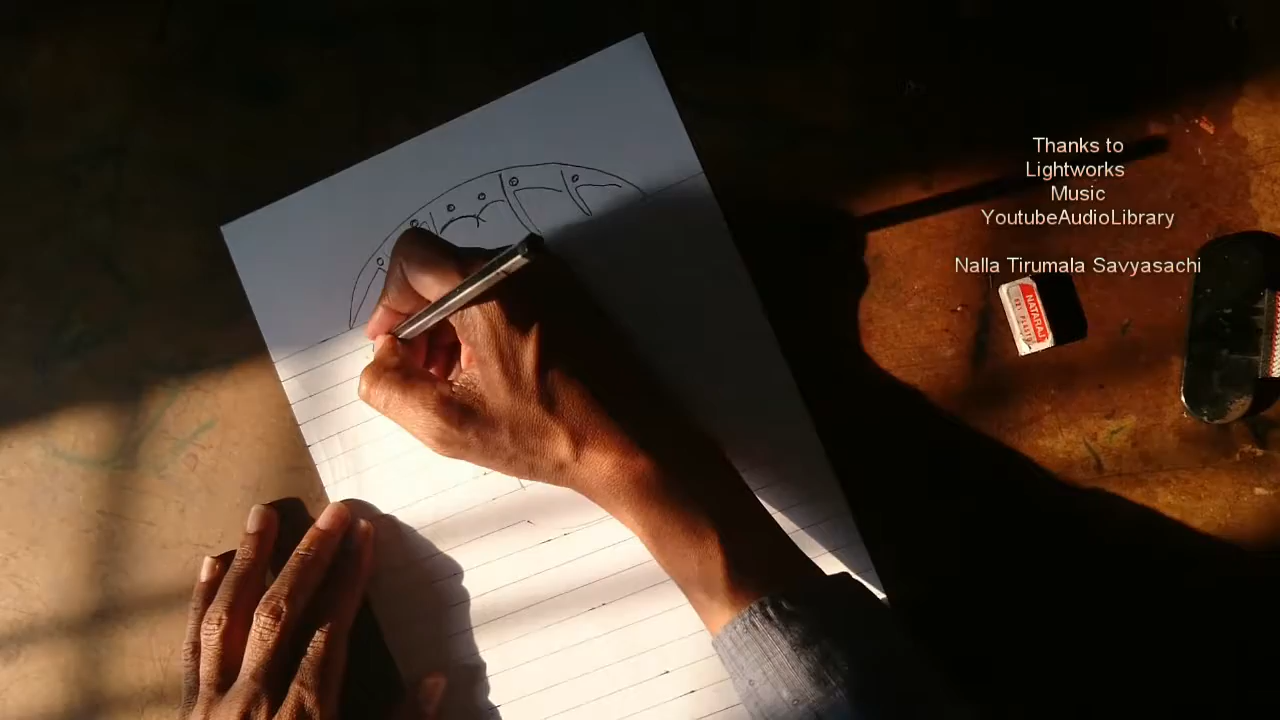 Thanks to
Lightworks
Music
YoutubeAudioLibrary
Nalla Tirumala Savyasachi
NATARAJ